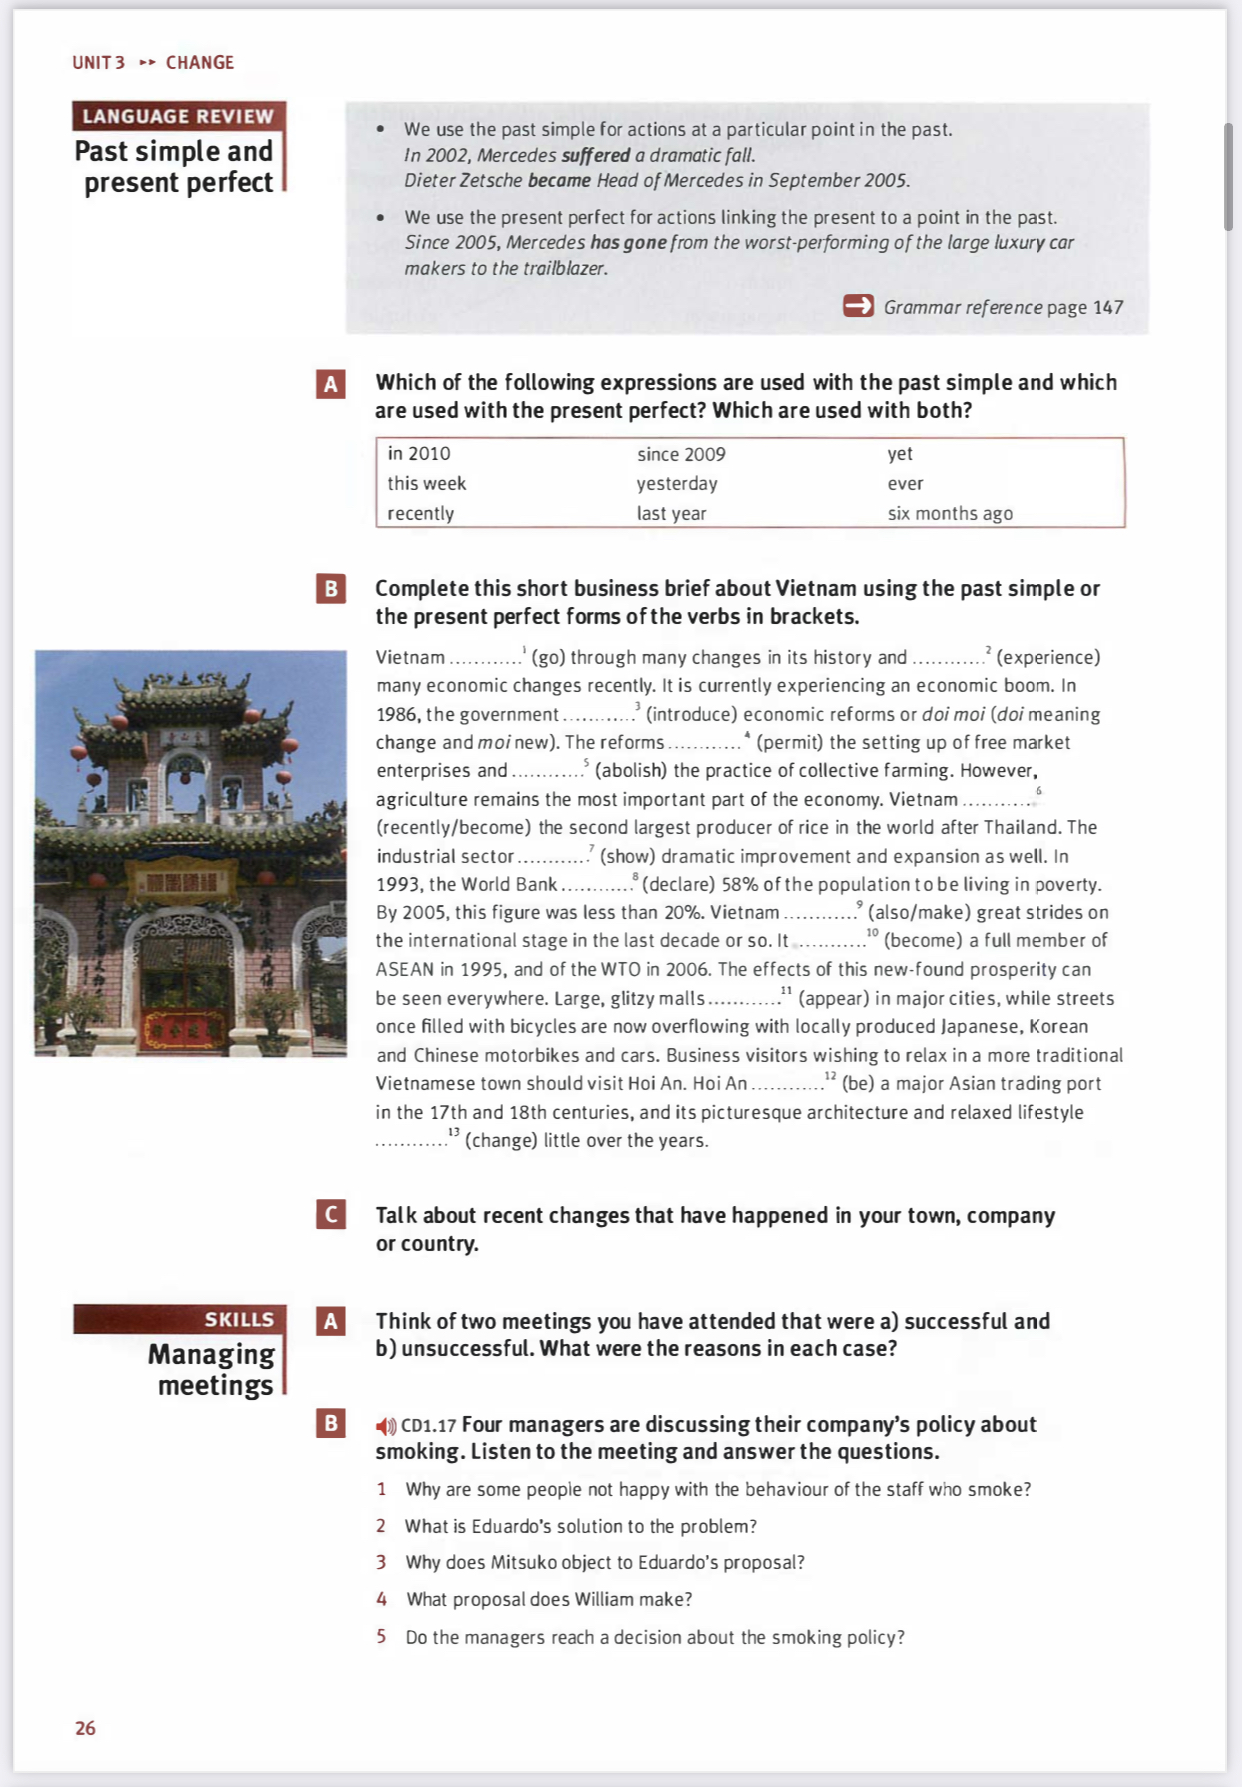 UNIT 3 ▸▸ CHANGE
LANGUAGE REVIEW
Past simple and
present perfect
• We use the past simple for actions at a particular point in the past.
In 2002, Mercedes suffered a dramatic fall.
Dieter Zetsche became Head of Mercedes in September 2005.
• We use the present perfect for actions linking the present to a point in the past.
Since 2005, Mercedes has gone from the worst-performing of the large luxury car
makers to the trailblazer.
Grammar reference page 147
A Which of the following expressions are used with the past simple and which
are used with the present perfect? Which are used with both?
in 2010 since 2009 yet
this week yesterday ever
recently last year six months ago
B Complete this short business brief about Vietnam using the past simple or
the present perfect forms of the verbs in brackets.
Vietnam ............¹ (go) through many changes in its history and ............² (experience)
many economic changes recently. It is currently experiencing an economic boom. In
1986, the government ............³ (introduce) economic reforms or doi moi (doi meaning
change and moi new). The reforms ............⁴ (permit) the setting up of free market
enterprises and ............⁵ (abolish) the practice of collective farming. However,
agriculture remains the most important part of the economy. Vietnam ............⁶
(recently/become) the second largest producer of rice in the world after Thailand. The
industrial sector ............⁷ (show) dramatic improvement and expansion as well. In
1993, the World Bank ............⁸ (declare) 58% of the population to be living in poverty.
By 2005, this figure was less than 20%. Vietnam ............⁹ (also/make) great strides on
the international stage in the last decade or so. It ............¹⁰ (become) a full member of
ASEAN in 1995, and of the WTO in 2006. The effects of this new-found prosperity can
be seen everywhere. Large, glitzy malls ............¹¹ (appear) in major cities, while streets
once filled with bicycles are now overflowing with locally produced Japanese, Korean
and Chinese motorbikes and cars. Business visitors wishing to relax in a more traditional
Vietnamese town should visit Hoi An. Hoi An ............¹² (be) a major Asian trading port
in the 17th and 18th centuries, and its picturesque architecture and relaxed lifestyle
............¹³ (change) little over the years.
C Talk about recent changes that have happened in your town, company
or country.
SKILLS
Managing
meetings
A Think of two meetings you have attended that were a) successful and
b) unsuccessful. What were the reasons in each case?
B CD1.17 Four managers are discussing their company's policy about
smoking. Listen to the meeting and answer the questions.
1 Why are some people not happy with the behaviour of the staff who smoke?
2 What is Eduardo's solution to the problem?
3 Why does Mitsuko object to Eduardo's proposal?
4 What proposal does William make?
5 Do the managers reach a decision about the smoking policy?
26